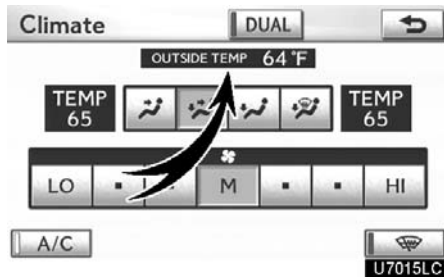 Climate DUAL
OUTSIDE TEMP 64 °F
TEMP TEMP
65 65
LO M HI
A/C
U7015LC